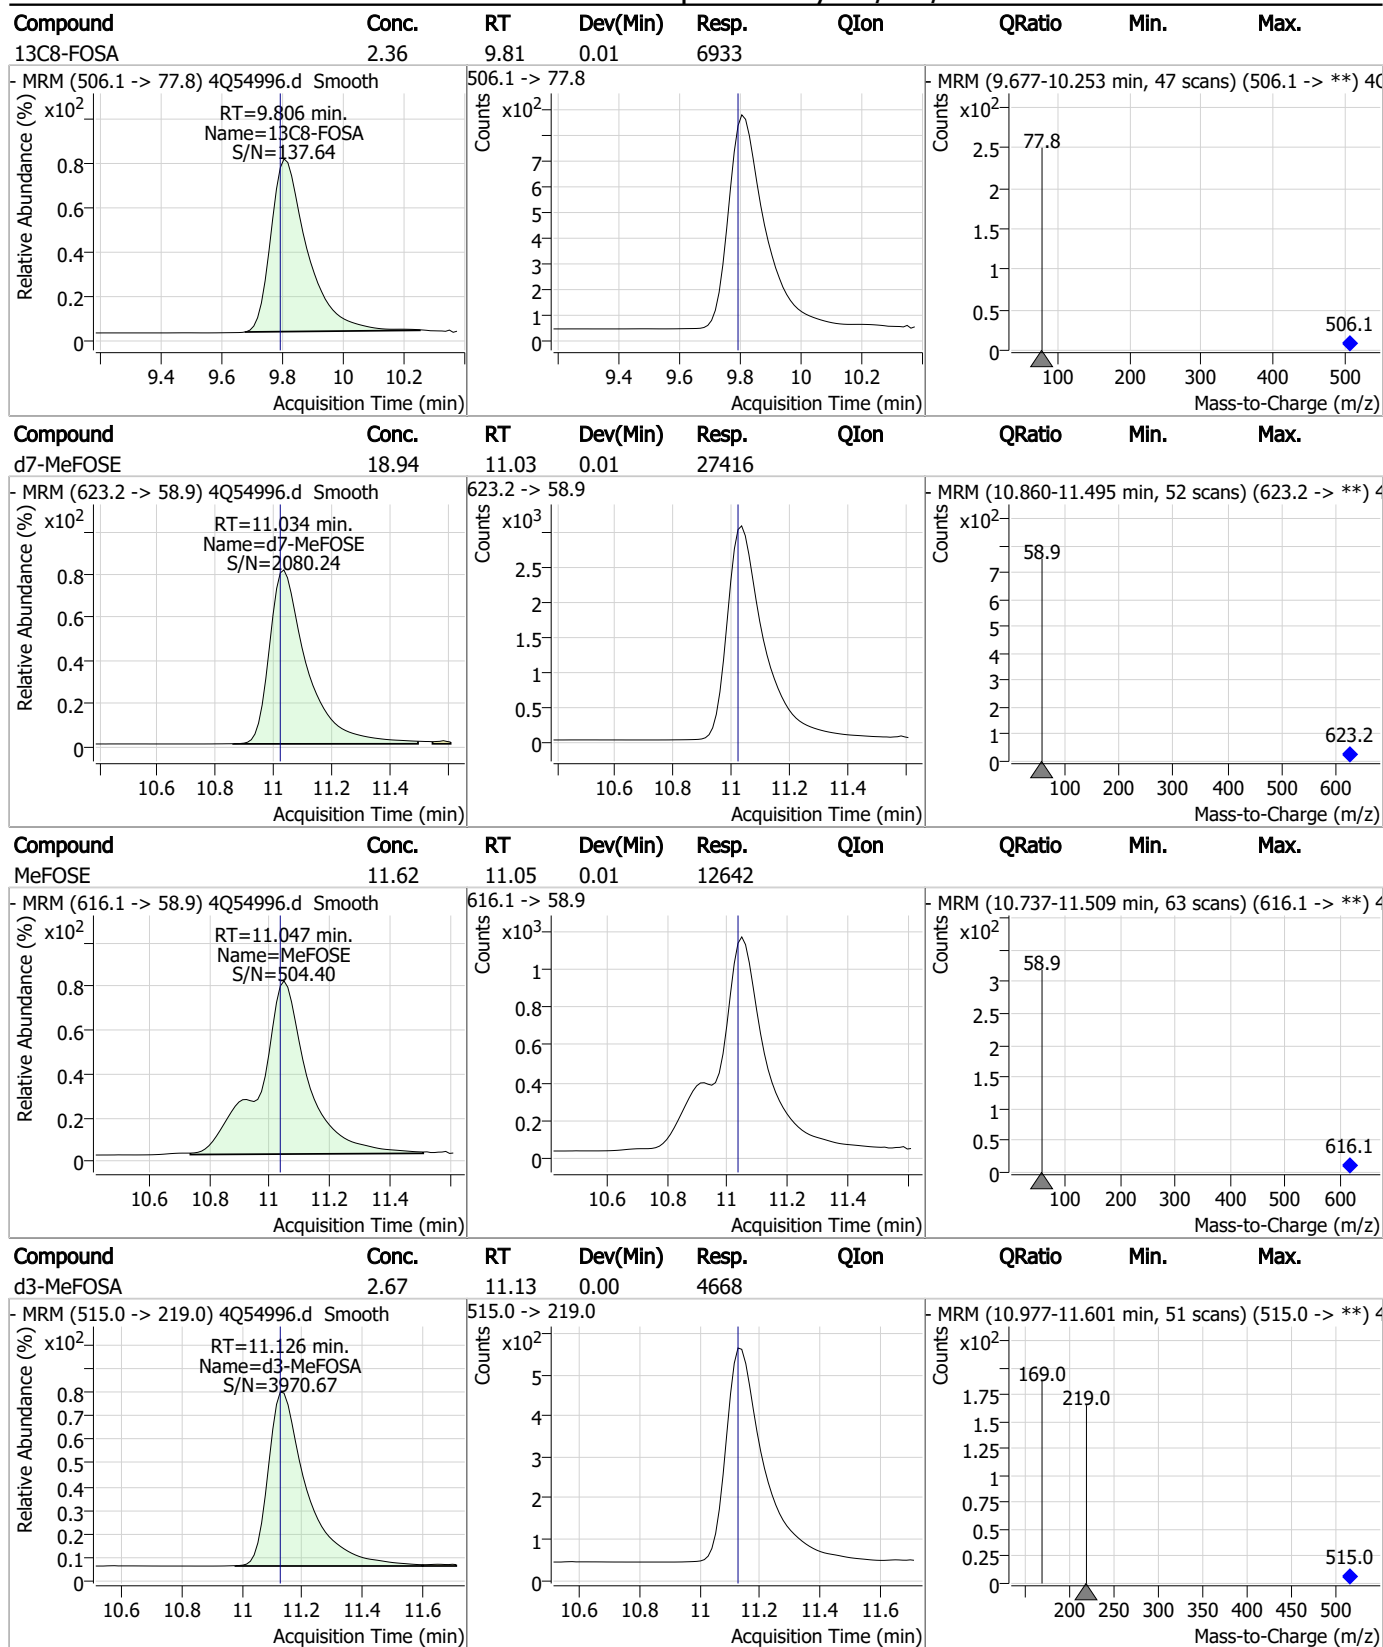 Compound Conc. RT Dev(Min) Resp. QIon QRatio Min. Max.
13C8-FOSA 2.36 9.81 0.01 6933
- MRM (506.1 -> 77.8) 4Q54996.d Smooth
506.1 -> 77.8
- MRM (9.677-10.253 min, 47 scans) (506.1 -> **)
Relative Abundance (%)
x10²
RT=9.806 min.
Name=13C8-FOSA
S/N=137.64
0.8
0.6
0.4
0.2
0
9.4 9.6 9.8 10 10.2
Acquisition Time (min)
Counts
x10²
7
6
5
4
3
2
1
0
9.4 9.6 9.8 10 10.2
Acquisition Time (min)
Counts
x10²
77.8
2.5
2
1.5
1
0.5
0
506.1
100 200 300 400 500
Mass-to-Charge (m/z)
Compound Conc. RT Dev(Min) Resp. QIon QRatio Min. Max.
d7-MeFOSE 18.94 11.03 0.01 27416
- MRM (623.2 -> 58.9) 4Q54996.d Smooth
623.2 -> 58.9
- MRM (10.860-11.495 min, 52 scans) (623.2 -> **)
Relative Abundance (%)
x10²
RT=11.034 min.
Name=d7-MeFOSE
S/N=2080.24
0.8
0.6
0.4
0.2
0
10.6 10.8 11 11.2 11.4
Acquisition Time (min)
Counts
x10³
2.5
2
1.5
1
0.5
0
10.6 10.8 11 11.2 11.4
Acquisition Time (min)
Counts
x10²
58.9
7
6
5
4
3
2
1
0
623.2
100 200 300 400 500 600
Mass-to-Charge (m/z)
Compound Conc. RT Dev(Min) Resp. QIon QRatio Min. Max.
MeFOSE 11.62 11.05 0.01 12642
- MRM (616.1 -> 58.9) 4Q54996.d Smooth
616.1 -> 58.9
- MRM (10.737-11.509 min, 63 scans) (616.1 -> **)
Relative Abundance (%)
x10²
RT=11.047 min.
Name=MeFOSE
S/N=504.40
0.8
0.6
0.4
0.2
0
10.6 10.8 11 11.2 11.4
Acquisition Time (min)
Counts
x10³
1
0.8
0.6
0.4
0.2
0
10.6 10.8 11 11.2 11.4
Acquisition Time (min)
Counts
x10²
58.9
3
2.5
2
1.5
1
0.5
0
616.1
100 200 300 400 500 600
Mass-to-Charge (m/z)
Compound Conc. RT Dev(Min) Resp. QIon QRatio Min. Max.
d3-MeFOSA 2.67 11.13 0.00 4668
- MRM (515.0 -> 219.0) 4Q54996.d Smooth
515.0 -> 219.0
- MRM (10.977-11.601 min, 51 scans) (515.0 -> **)
Relative Abundance (%)
x10²
RT=11.126 min.
Name=d3-MeFOSA
S/N=3970.67
0.8
0.7
0.6
0.5
0.4
0.3
0.2
0.1
0
10.6 10.8 11 11.2 11.4 11.6
Acquisition Time (min)
Counts
x10²
5
4
3
2
1
0
10.6 10.8 11 11.2 11.4 11.6
Acquisition Time (min)
Counts
x10²
169.0
219.0
1.75
1.5
1.25
1
0.75
0.5
0.25
0
515.0
200 250 300 350 400 450 500
Mass-to-Charge (m/z)